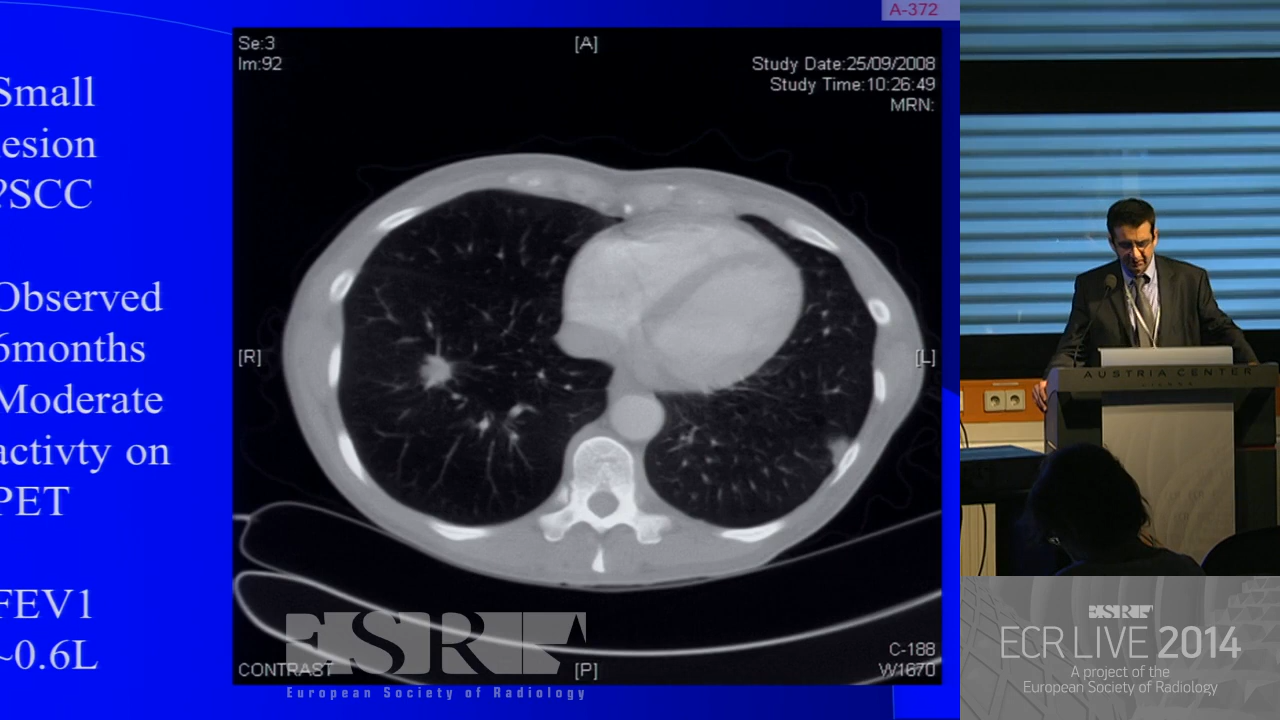 A-372
Small
esion
?SCC
Observed
6months
Moderate
activty on
PET
FEV1
~0.6L
Se:3
Im:92
[A]
Study Date:25/09/2008
Study Time:10:26:49
MRN:
[R]
[L]
CONTRAST
[P]
C-188
W1670
ESR
European Society of Radiology
AUSTRIA CENTER
ESR
ECR LIVE 2014
A project of the
European Society of Radiology